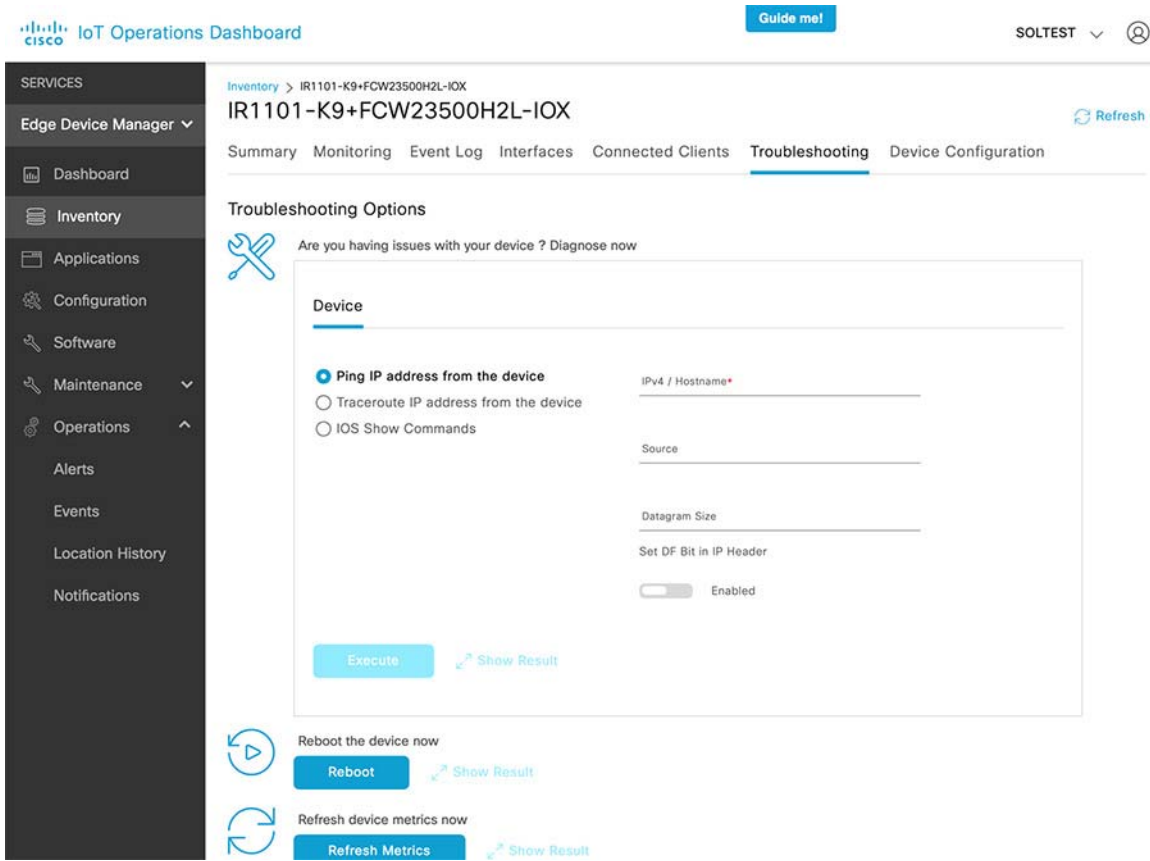 Guide me!
cisco IoT Operations Dashboard
SOLTEST
SERVICES
Edge Device Manager
Dashboard
Inventory
Applications
Configuration
Software
Maintenance
Operations
Alerts
Events
Location History
Notifications
Inventory > IR1101-K9+FCW23500H2L-IOX
IR1101-K9+FCW23500H2L-IOX
Refresh
Summary Monitoring Event Log Interfaces Connected Clients Troubleshooting Device Configuration
Troubleshooting Options
Are you having issues with your device ? Diagnose now
Device
Ping IP address from the device
Traceroute IP address from the device
IOS Show Commands
IPv4 / Hostname*
Source
Datagram Size
Set DF Bit in IP Header
Enabled
Execute Show Result
Reboot the device now
Reboot Show Result
Refresh device metrics now
Refresh Metrics Show Result